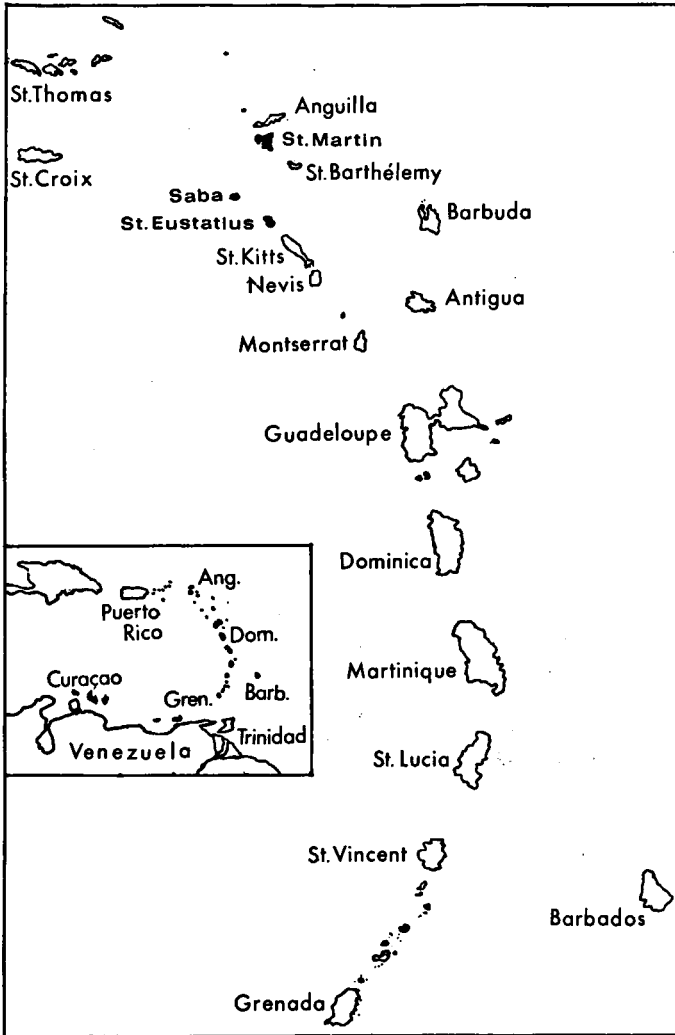 St.Thomas
Anguilla
St.Martin
St.Croix
St.Barthélemy
Saba
Barbuda
St.Eustatius
St.Kitts
Nevis
Antigua
Montserrat
Guadeloupe
Dominica
Martinique
St. Lucia
St.Vincent
Barbados
Grenada
Ang.
Puerto
Rico
Dom.
Curaçao
Gren.
Barb.
Trinidad
Venezuela